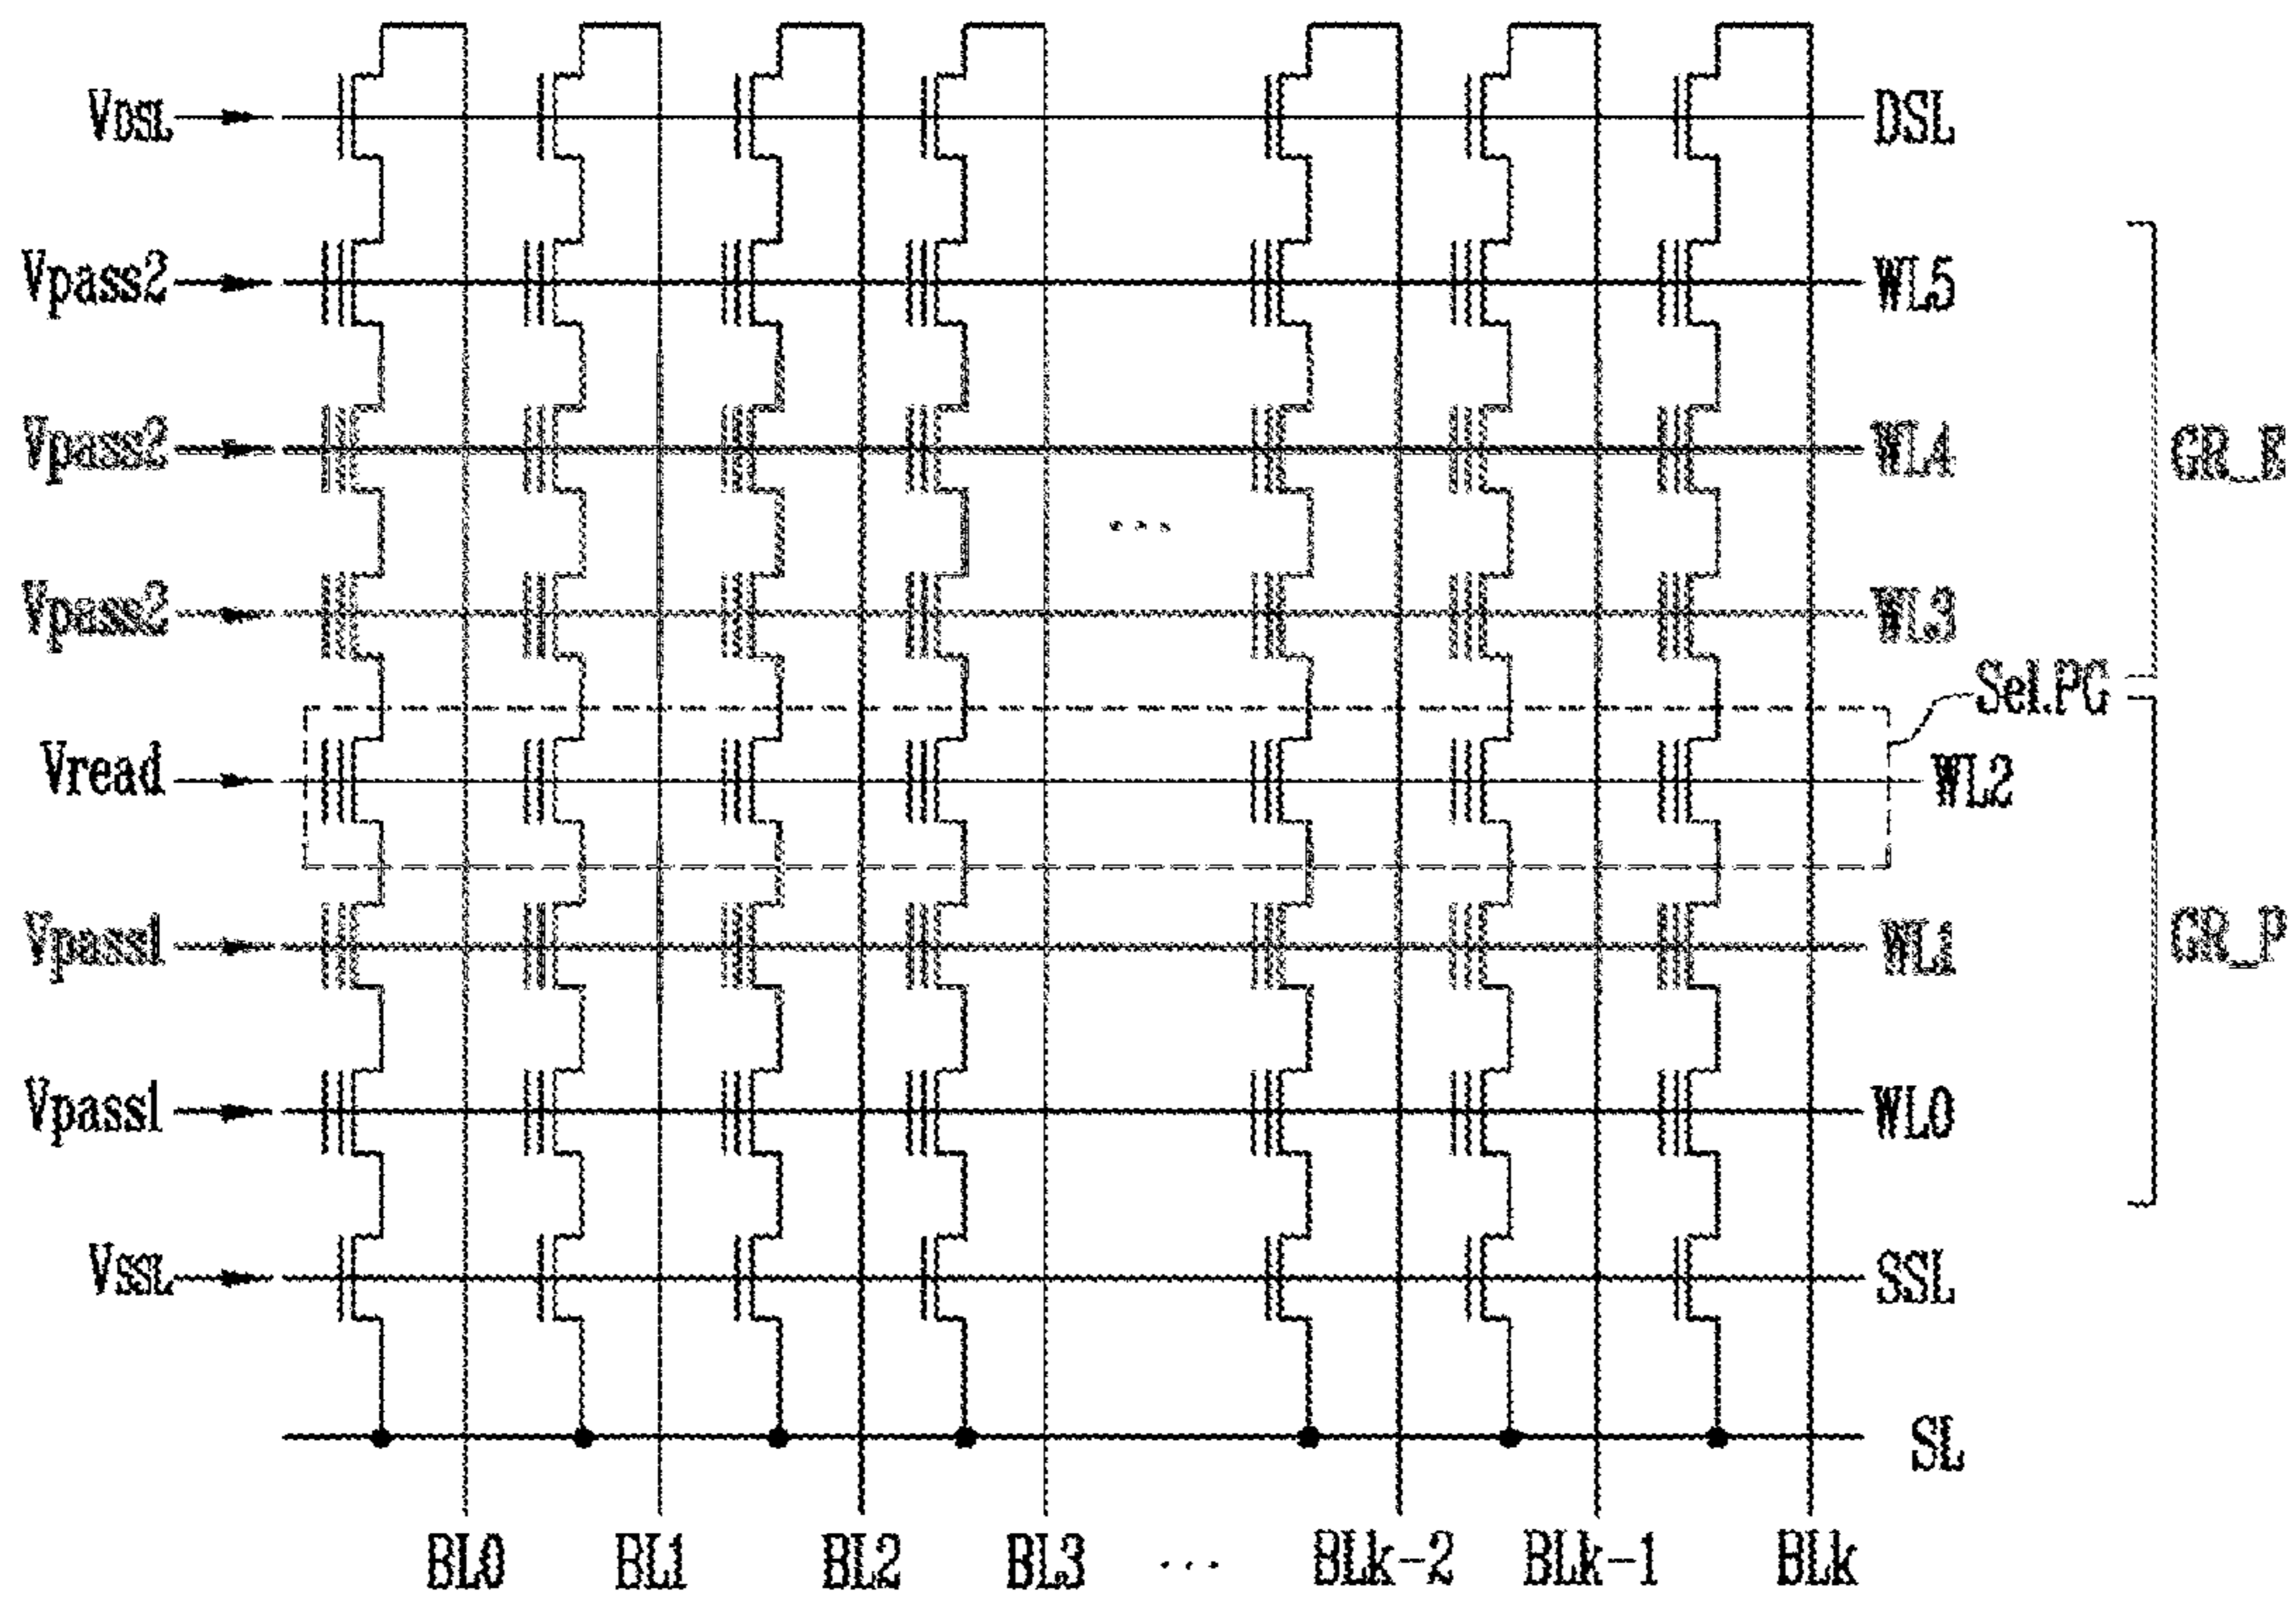 VDSL DSL
Vpass2 WL5
Vpass2 WL4 GR_E
Vpass2 WL3
Sel.PG
Vread WL2
Vpass1 WL1 GR_P
Vpass1 WL0
VSSL SSL
SL
BL0 BL1 BL2 BL3 ... BLk-2 BLk-1 BLk